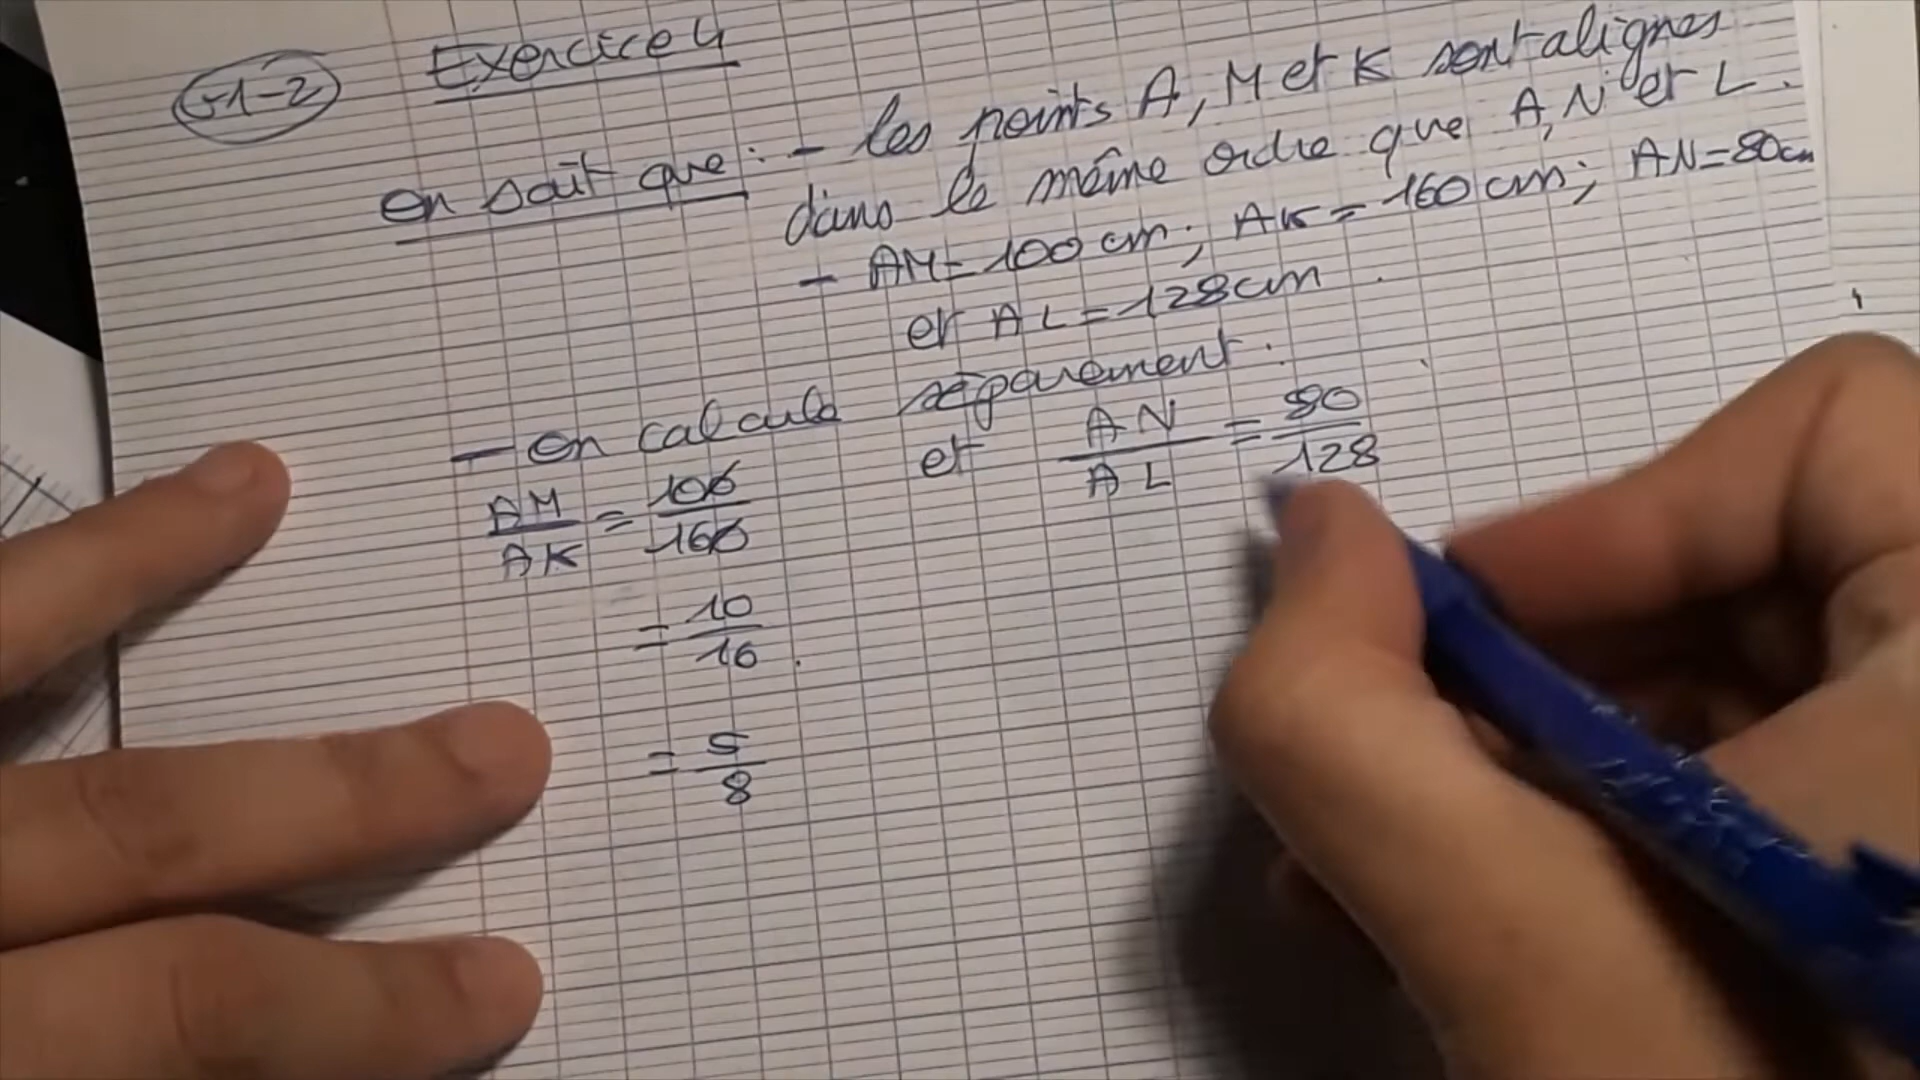 51-2 Exercice 4
on sait que : - les points A, M et K sont alignés
dans le même ordre que A, N et L.
- AM = 100 cm ; AK = 160 cm ; AN = 80 cm
et AL = 128 cm
- on calcule séparement :
AM/AK = 100/160 et AN/AL = 80/128
= 10/16
= 5/8